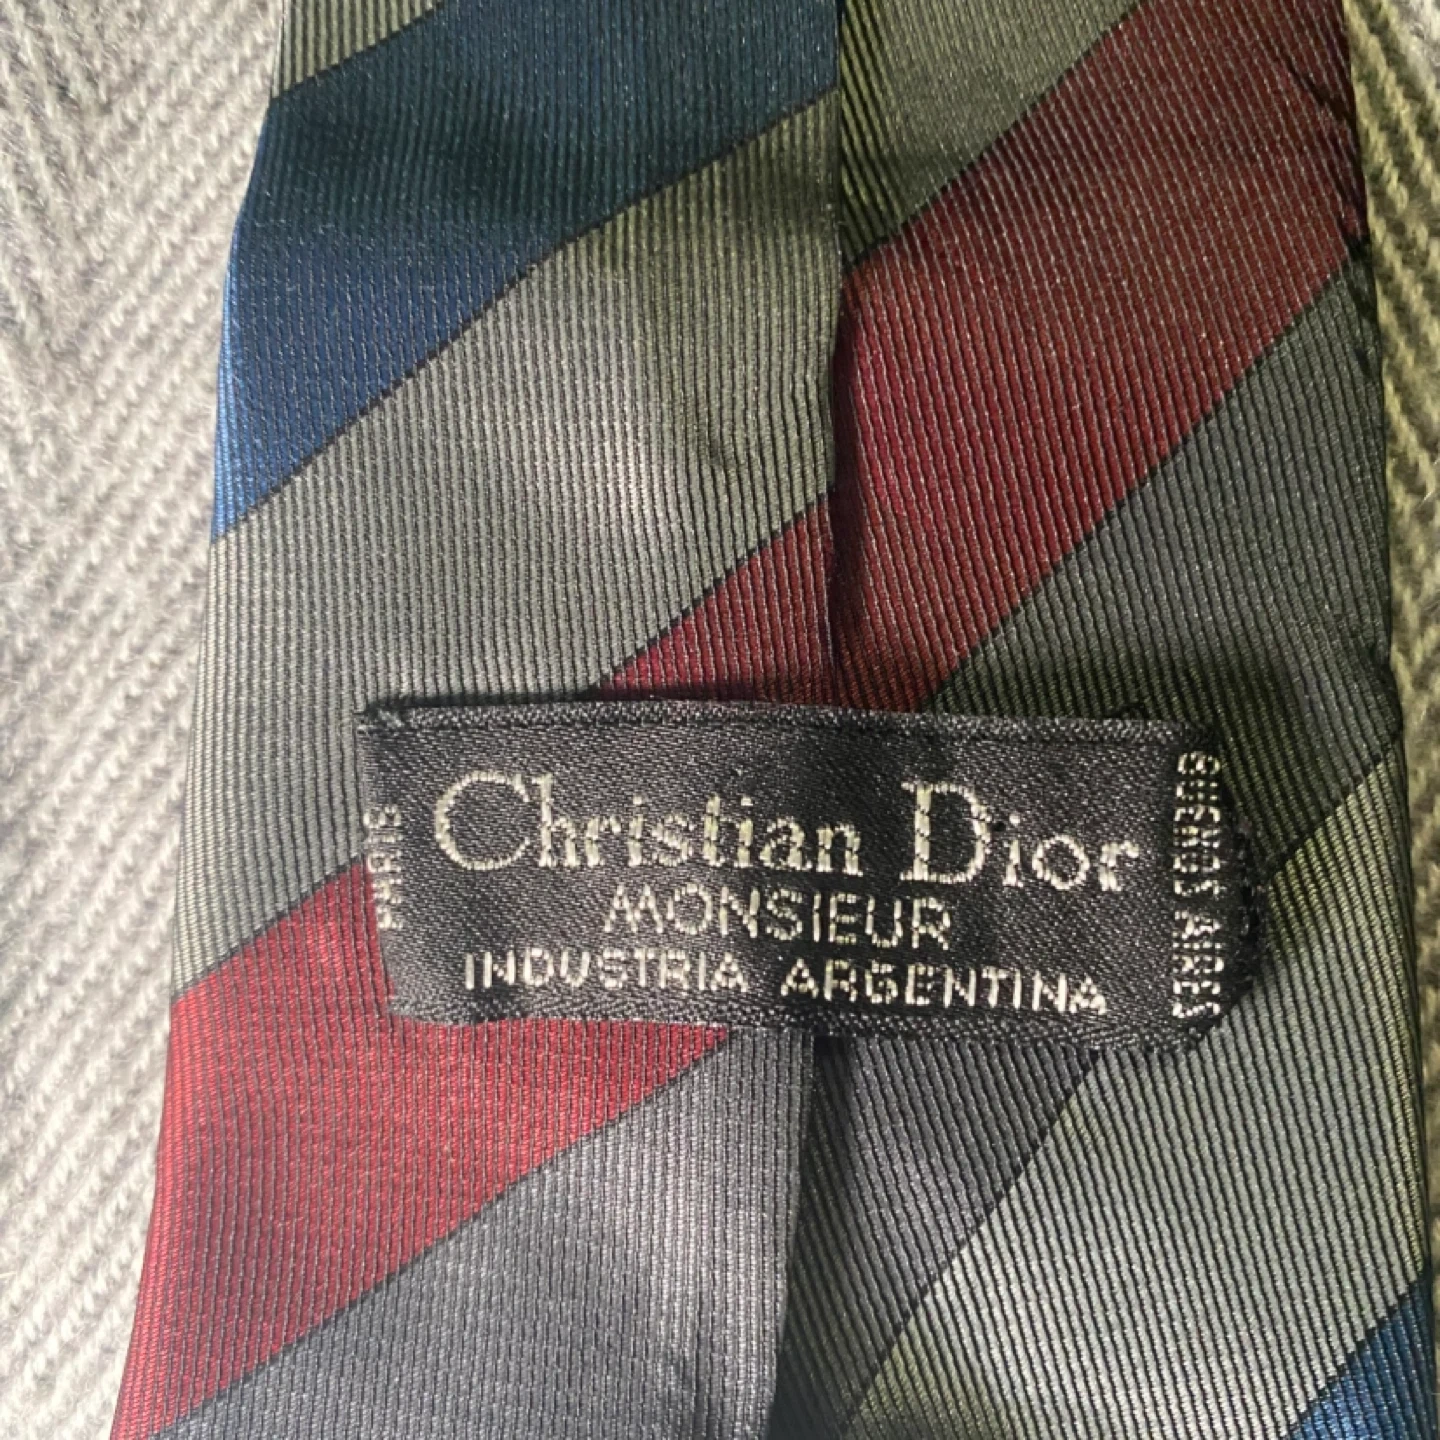 PARIS
Christian Dior
MONSIEUR
INDUSTRIA ARGENTINA
BUENOS AIRES